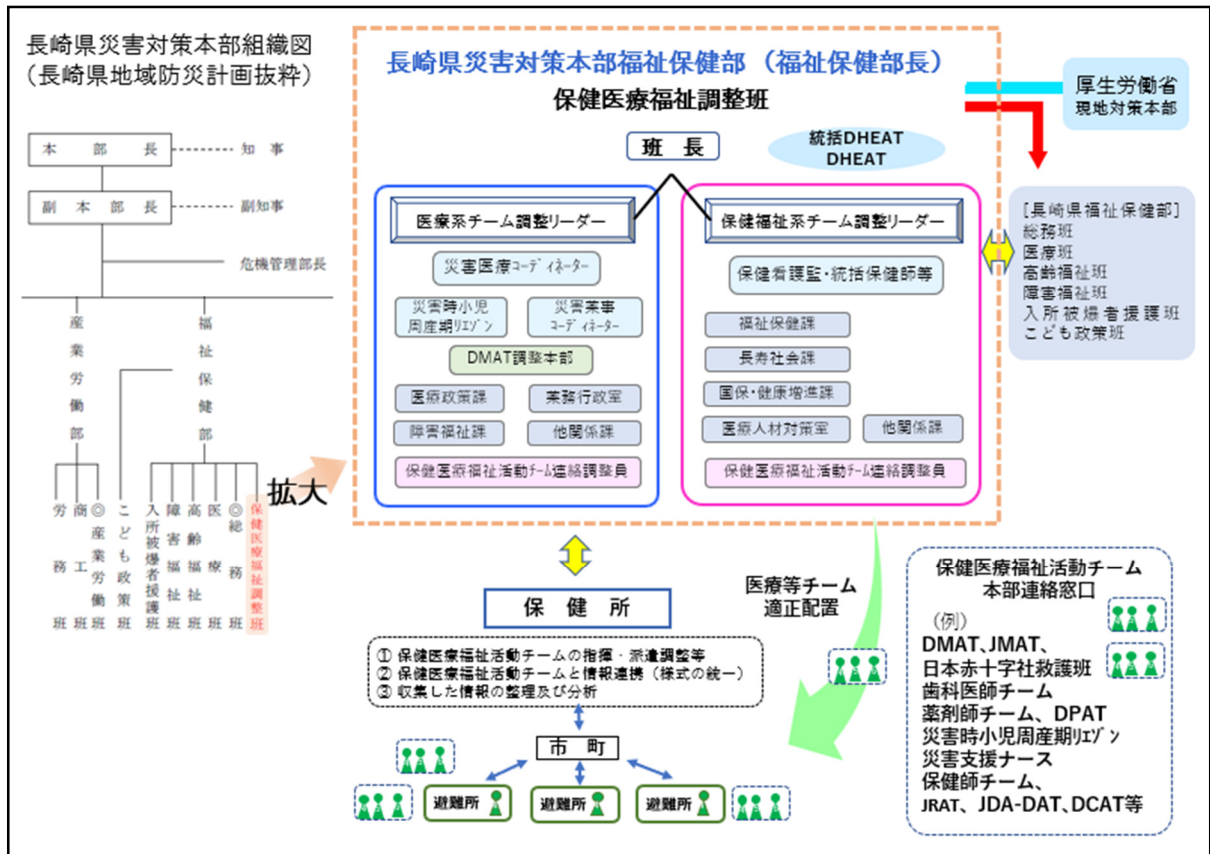 長崎県災害対策本部組織図
（長崎県地域防災計画抜粋）
本部長
知事
副本部長
副知事
危機管理部長
産業労働部
福祉保健部
労務班
商工班
◎産業労働班
こども政策班
入所被爆者援護班
障害福祉班
高齢福祉班
医療班
◎総務班
保健医療福祉調整班
拡大
長崎県災害対策本部福祉保健部（福祉保健部長）
保健医療福祉調整班
班長
統括DHEAT
DHEAT
医療系チーム調整リーダー
災害医療ｺｰﾃﾞｨﾈｰﾀｰ
災害時小児
周産期ﾘｴｿﾞﾝ
災害薬事
ｺｰﾃﾞｨﾈｰﾀｰ
DMAT調整本部
医療政策課
薬務行政室
障害福祉課
他関係課
保健医療福祉活動ﾁｰﾑ連絡調整員
保健福祉系チーム調整リーダー
保健看護監・統括保健師等
福祉保健課
長寿社会課
国保・健康増進課
医療人材対策室
他関係課
保健医療福祉活動ﾁｰﾑ連絡調整員
厚生労働省
現地対策本部
[長崎県福祉保健部]
総務班
医療班
高齢福祉班
障害福祉班
入所被爆者援護班
こども政策班
保健所
① 保健医療福祉活動チームの指揮・派遣調整等
② 保健医療福祉活動チームと情報連携（様式の統一）
③ 収集した情報の整理及び分析
市町
避難所
避難所
避難所
医療等チーム
適正配置
保健医療福祉活動チーム
本部連絡窓口
（例）
DMAT、JMAT、
日本赤十字社救護班
歯科医師チーム
薬剤師チーム、DPAT
災害時小児周産期ﾘｴｿﾞﾝ
災害支援ナース
保健師チーム、
JRAT、JDA-DAT、DCAT等